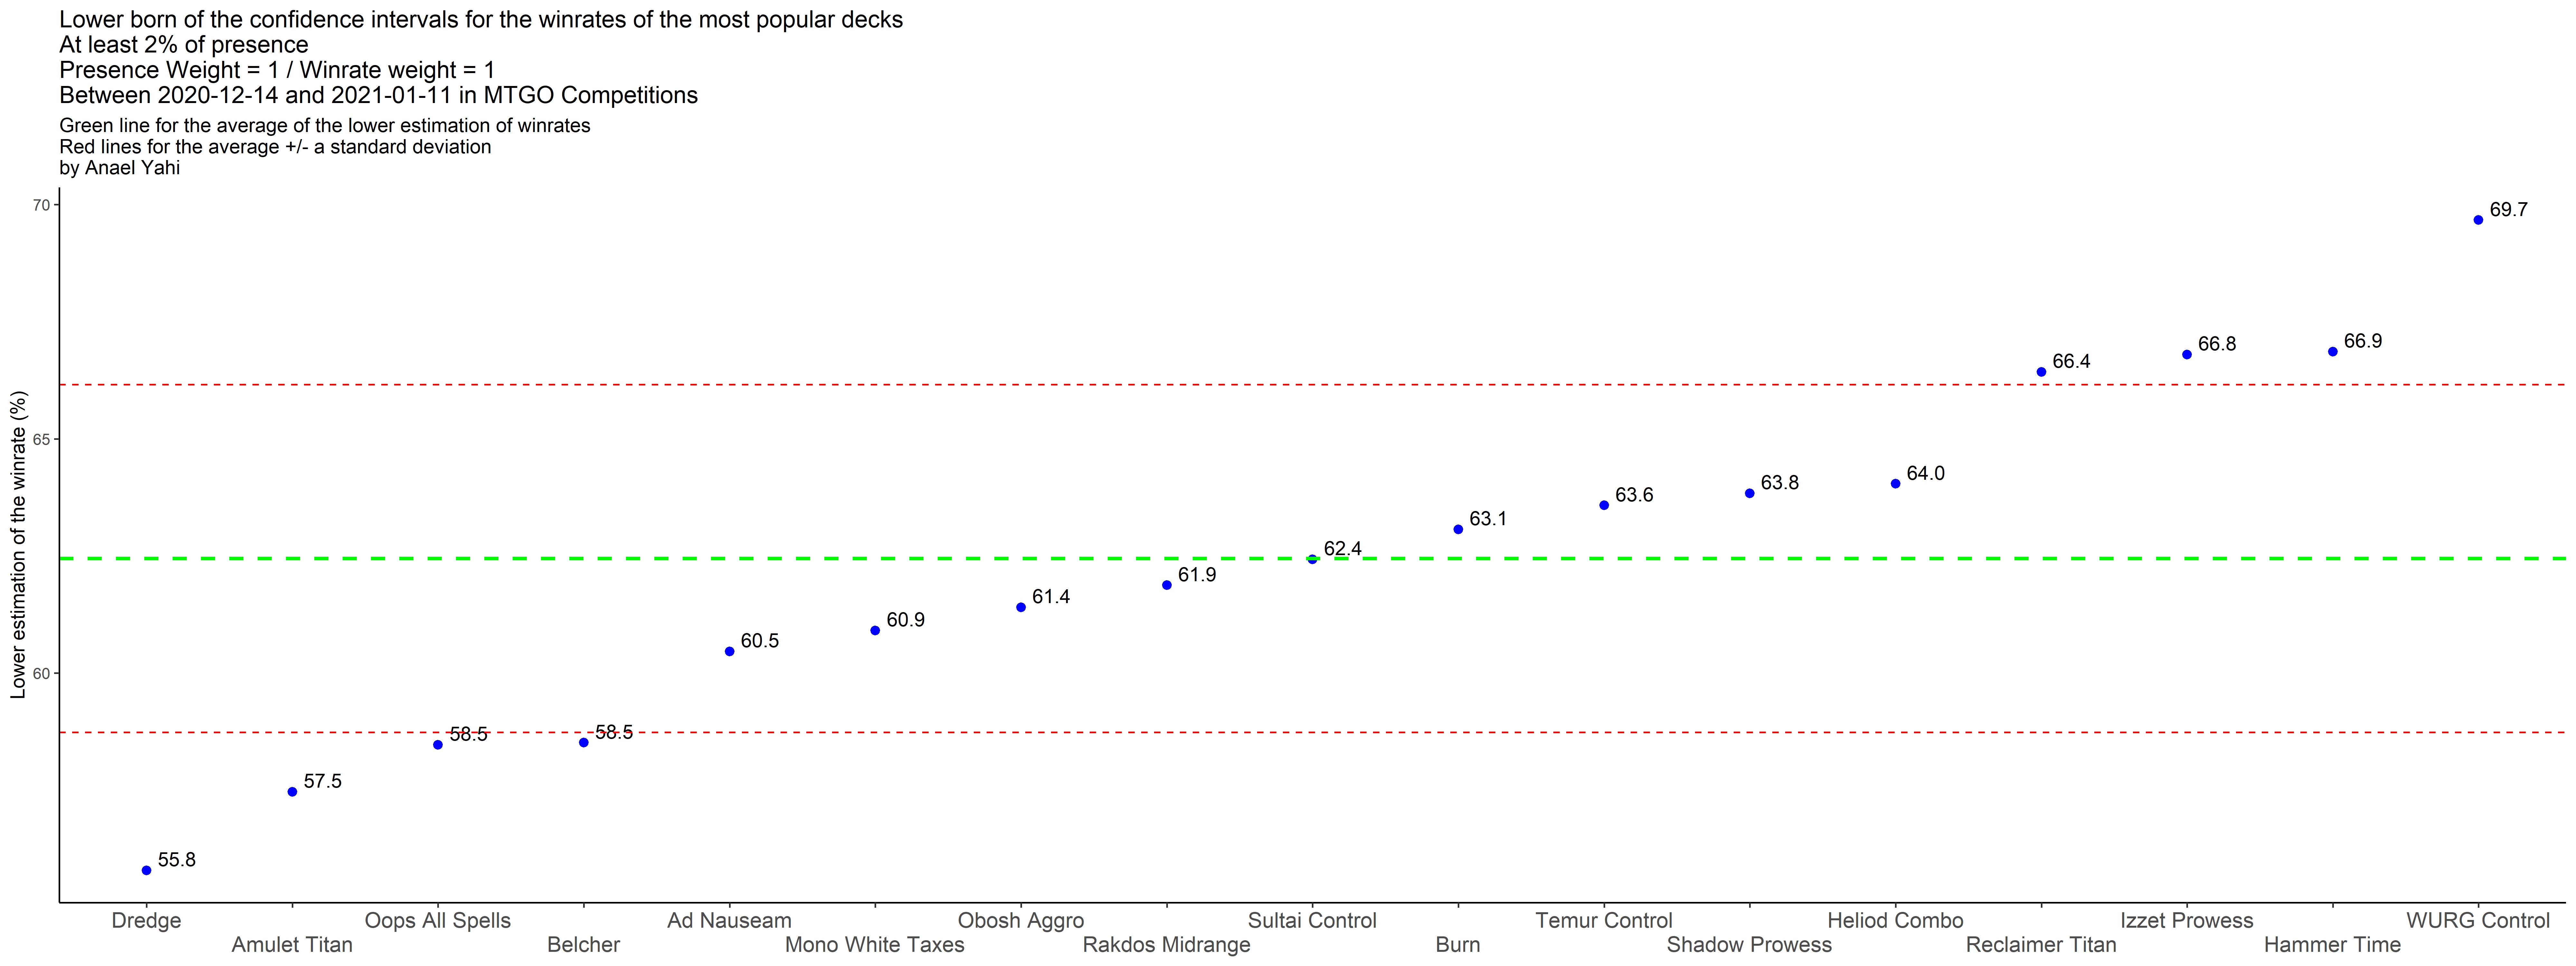 Lower born of the confidence intervals for the winrates of the most popular decks
At least 2% of presence
Presence Weight = 1 / Winrate weight = 1
Between 2020-12-14 and 2021-01-11 in MTGO Competitions
Green line for the average of the lower estimation of winrates
Red lines for the average +/- a standard deviation
by Anael Yahi
Lower estimation of the winrate (%)
70
65
60
55.8
57.5
58.5
58.5
60.5
60.9
61.4
61.9
62.4
63.1
63.6
63.8
64.0
66.4
66.8
66.9
69.7
Dredge
Amulet Titan
Oops All Spells
Belcher
Ad Nauseam
Mono White Taxes
Obosh Aggro
Rakdos Midrange
Sultai Control
Burn
Temur Control
Shadow Prowess
Heliod Combo
Reclaimer Titan
Izzet Prowess
Hammer Time
WURG Control